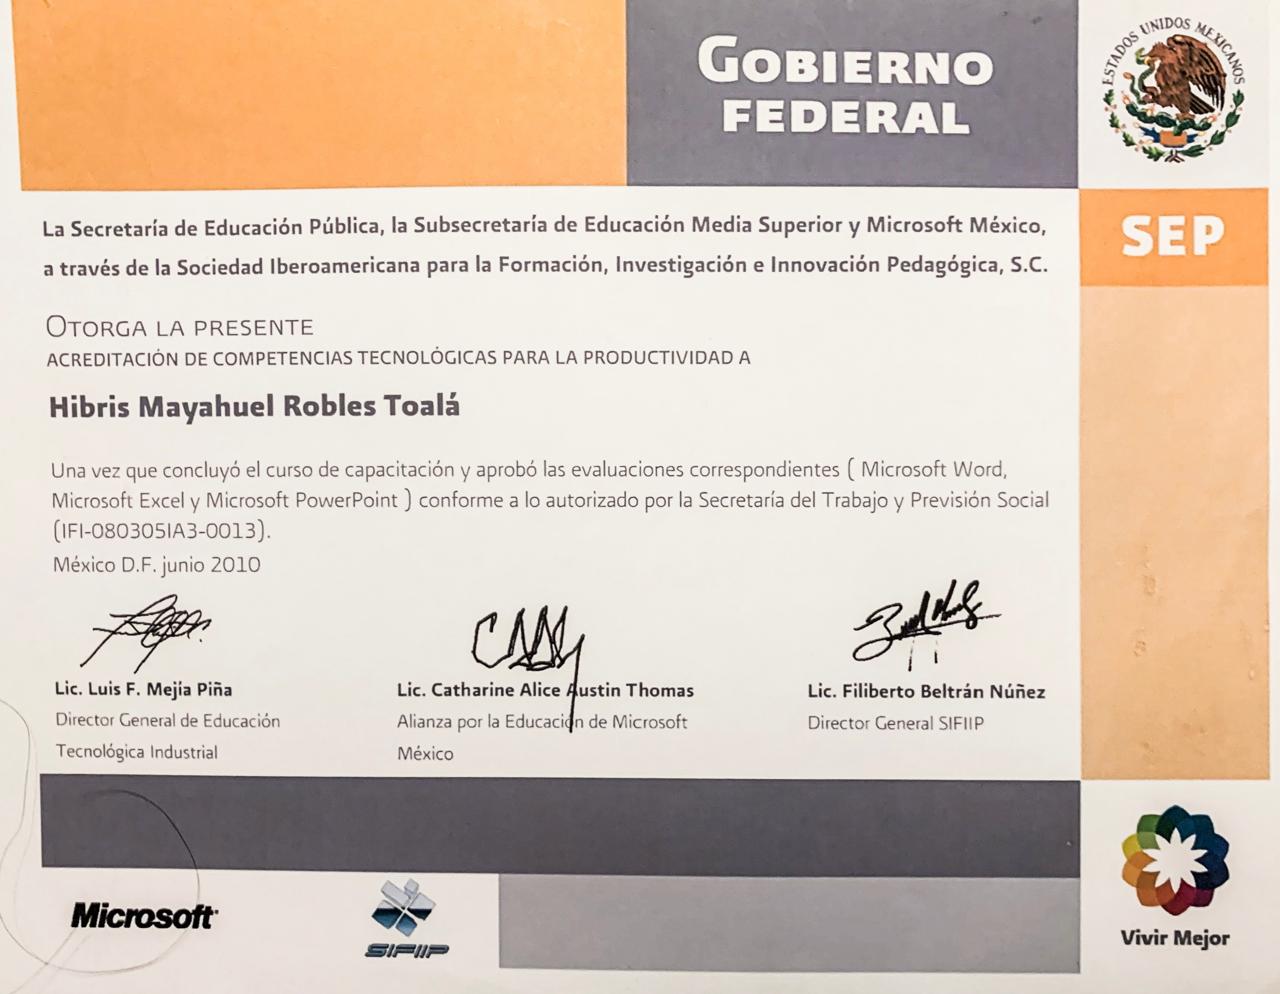 GOBIERNO
FEDERAL
ESTADOS UNIDOS MEXICANOS
SEP
La Secretaría de Educación Pública, la Subsecretaría de Educación Media Superior y Microsoft México,
a través de la Sociedad Iberoamericana para la Formación, Investigación e Innovación Pedagógica, S.C.
OTORGA LA PRESENTE
ACREDITACIÓN DE COMPETENCIAS TECNOLÓGICAS PARA LA PRODUCTIVIDAD A
Hibris Mayahuel Robles Toalá
Una vez que concluyó el curso de capacitación y aprobó las evaluaciones correspondientes ( Microsoft Word,
Microsoft Excel y Microsoft PowerPoint ) conforme a lo autorizado por la Secretaría del Trabajo y Previsión Social
(IFI-080305IA3-0013).
México D.F. junio 2010
Lic. Luis F. Mejía Piña
Director General de Educación
Tecnológica Industrial
Lic. Catharine Alice Austin Thomas
Alianza por la Educación de Microsoft
México
Lic. Filiberto Beltrán Núñez
Director General SIFIIP
Microsoft
SIFIIP
Vivir Mejor